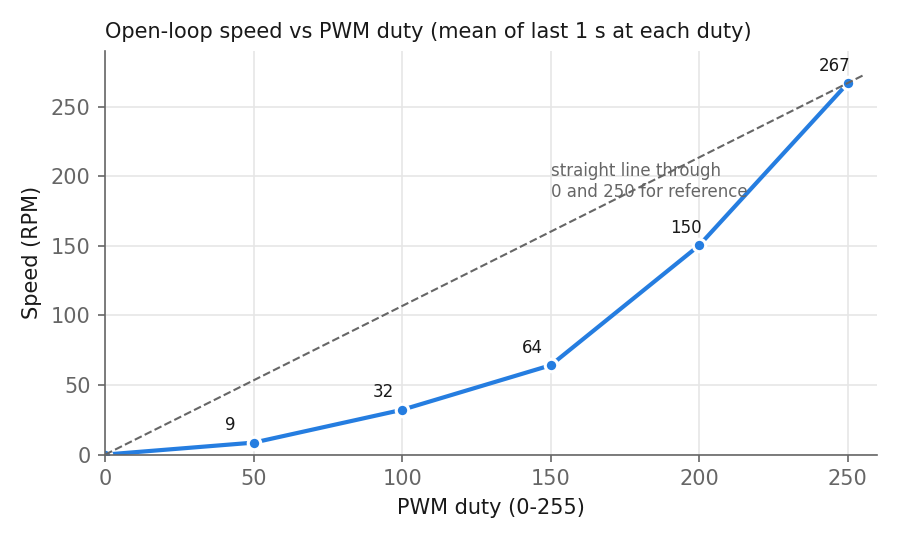 Open-loop speed vs PWM duty (mean of last 1 s at each duty)
267
250
straight line through
200
0 and 250 for reference
150
150
100
64
50
32
9
0
0 50 100 150 200 250
Speed (RPM)
PWM duty (0-255)